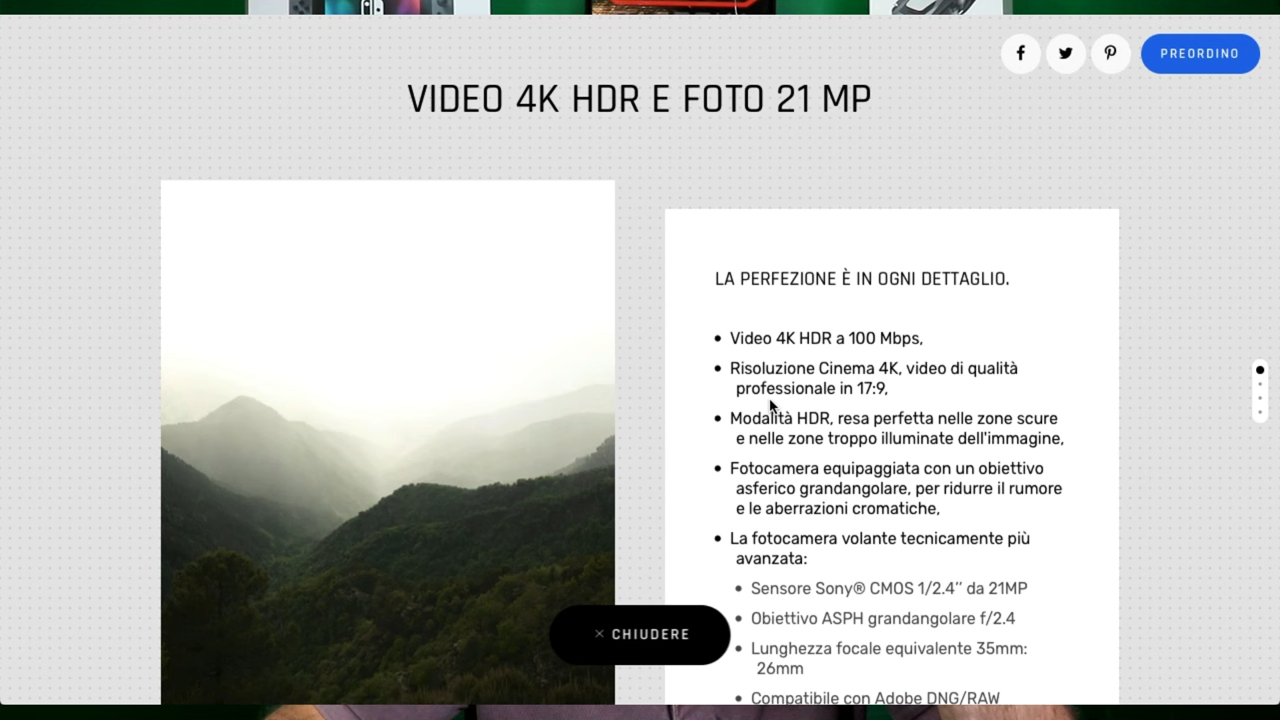 PREORDINO
VIDEO 4K HDR E FOTO 21 MP
LA PERFEZIONE È IN OGNI DETTAGLIO.
• Video 4K HDR a 100 Mbps,
• Risoluzione Cinema 4K, video di qualità
professionale in 17:9,
• Modalità HDR, resa perfetta nelle zone scure
e nelle zone troppo illuminate dell'immagine,
• Fotocamera equipaggiata con un obiettivo
asferico grandangolare, per ridurre il rumore
e le aberrazioni cromatiche,
• La fotocamera volante tecnicamente più
avanzata:
• Sensore Sony® CMOS 1/2.4’’ da 21MP
• Obiettivo ASPH grandangolare f/2.4
• Lunghezza focale equivalente 35mm:
26mm
• Compatibile con Adobe DNG/RAW
× CHIUDERE